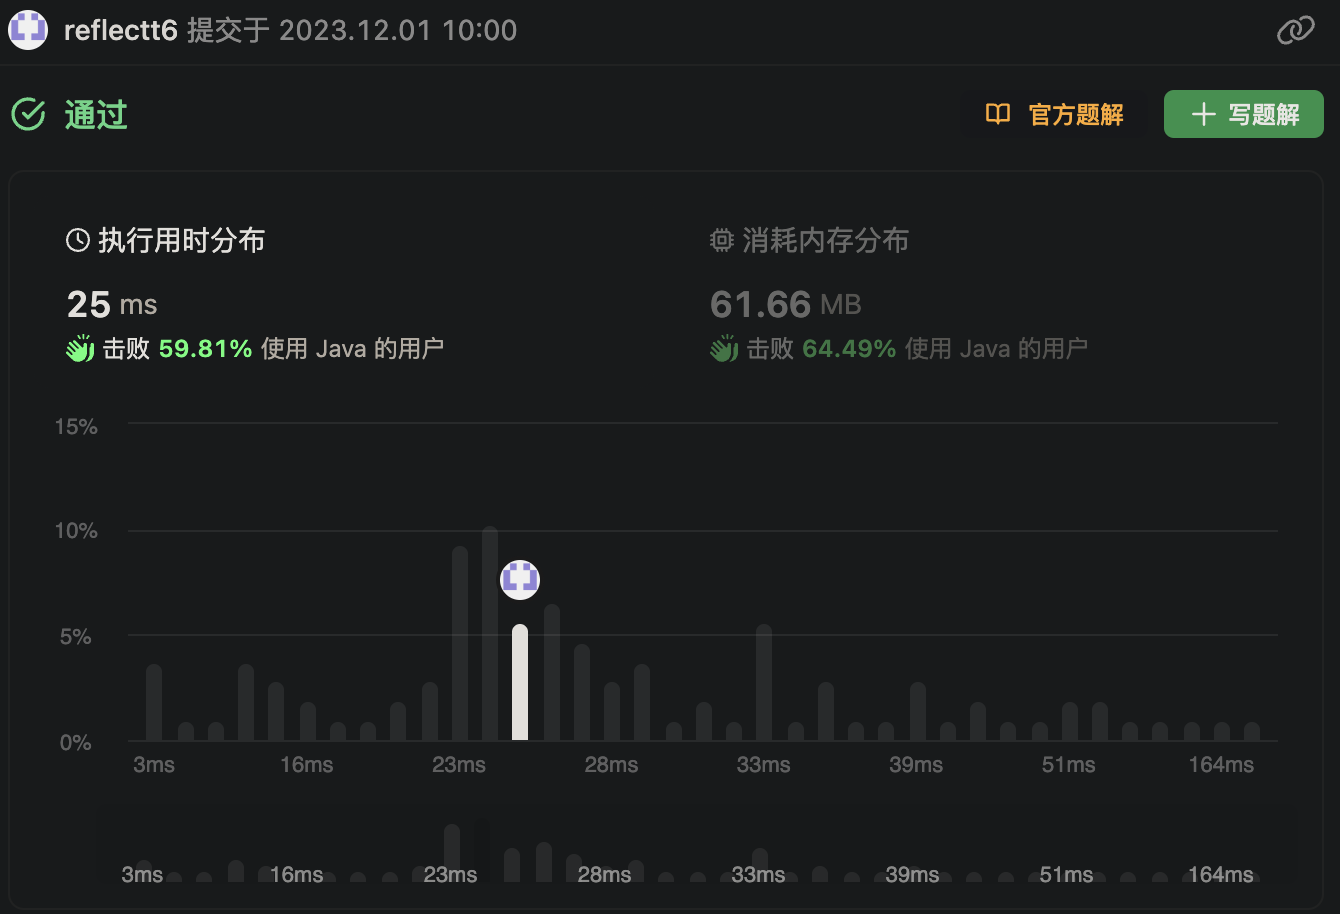 reflectt6 提交于 2023.12.01 10:00
通过
官方题解
写题解
执行用时分布
消耗内存分布
25 ms
61.66 MB
击败 59.81% 使用 Java 的用户
击败 64.49% 使用 Java 的用户
15%
10%
5%
0%
3ms 16ms 23ms 28ms 33ms 39ms 51ms 164ms
3ms 16ms 23ms 28ms 33ms 39ms 51ms 164ms